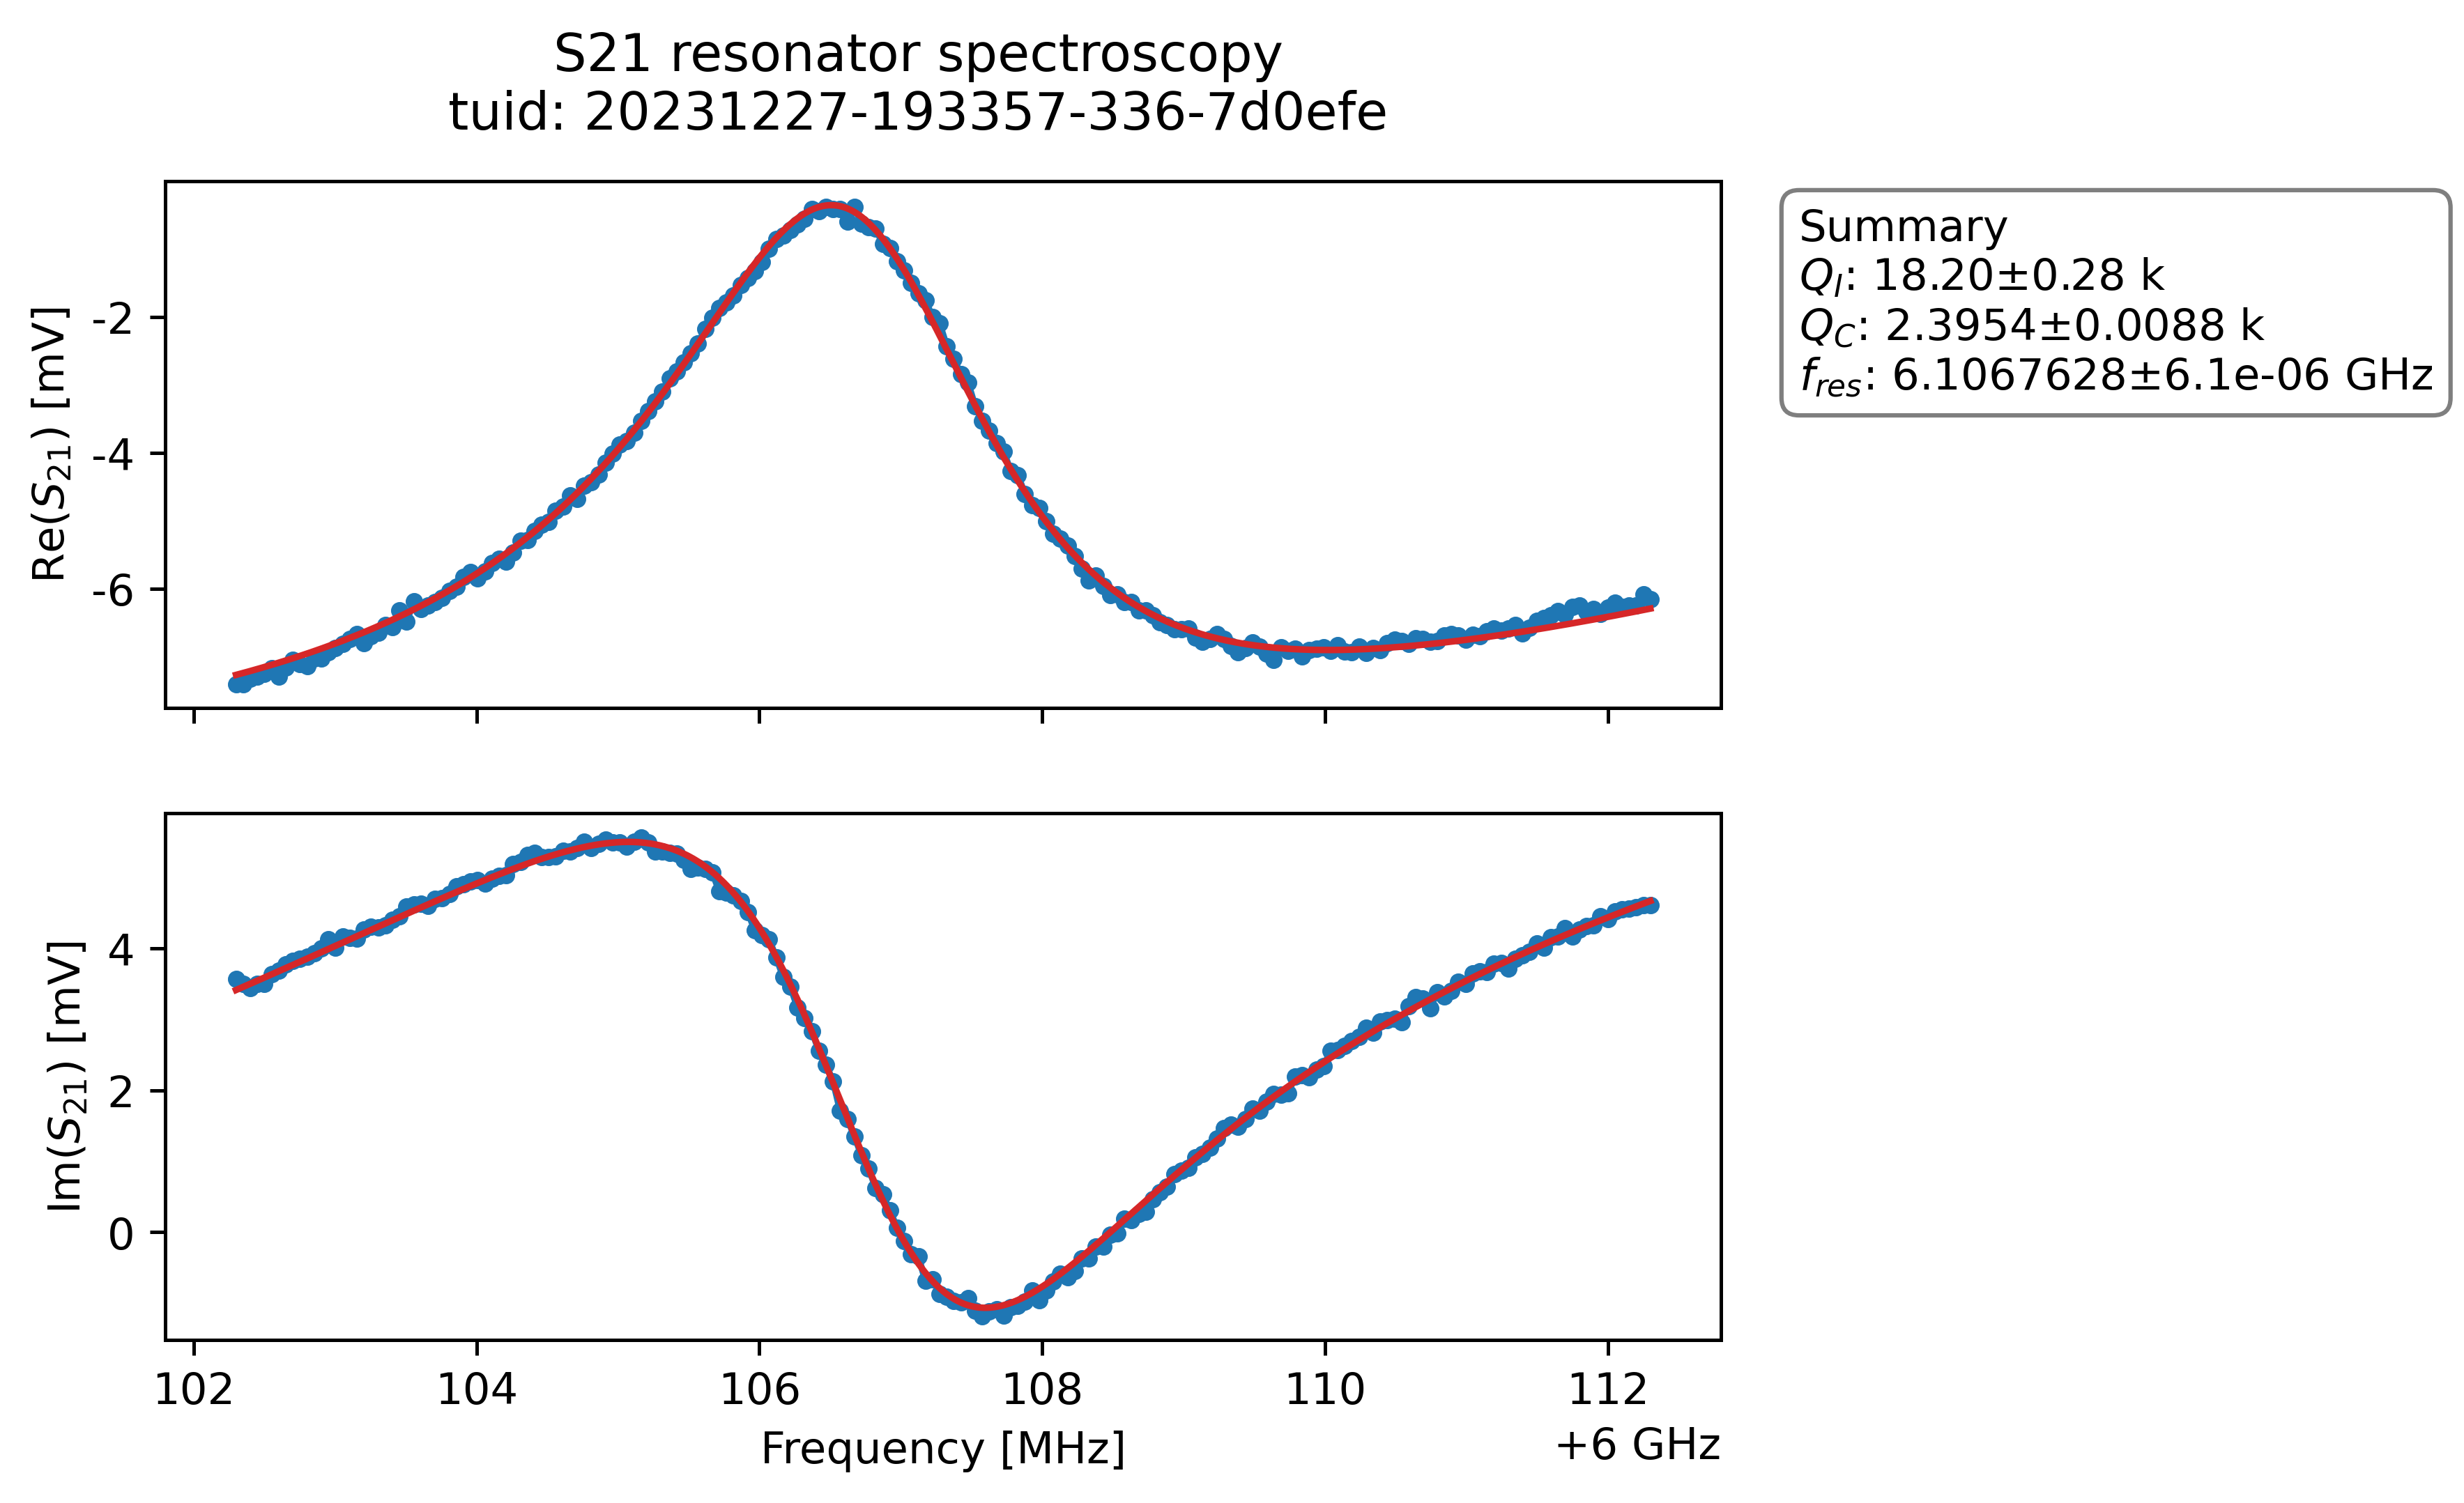 S21 resonator spectroscopy
tuid: 20231227-193357-336-7d0efe
Re(S₂₁) [mV]
-2
-4
-6
Summary
Q_I: 18.20±0.28 k
Q_C: 2.3954±0.0088 k
f_res: 6.1067628±6.1e-06 GHz
Im(S₂₁) [mV]
4
2
0
102 104 106 108 110 112
Frequency [MHz]
+6 GHz